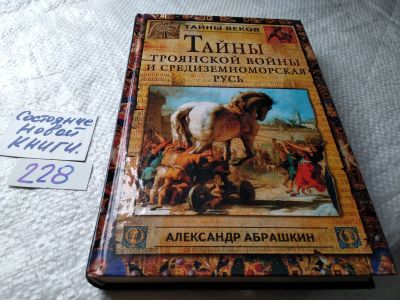 ТАЙНЫ ВЕКОВ
ТАЙНЫ
ТРОЯНСКОЙ ВОЙНЫ
И СРЕДИЗЕМНОМОРСКАЯ
РУСЬ
АЛЕКСАНДР АБРАШКИН
Состояние
новой
книги.
228